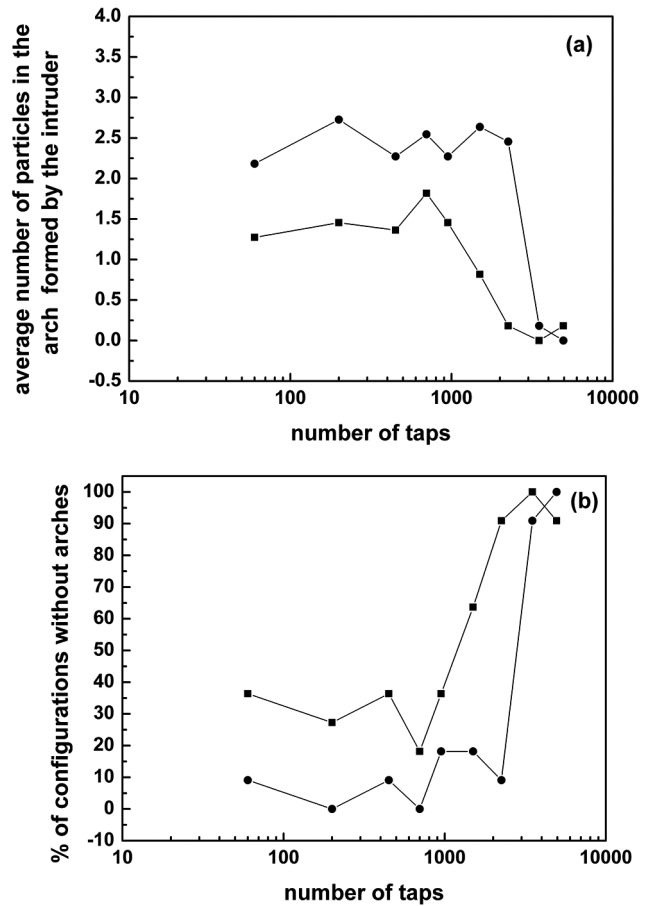 (a)
average number of particles in the
arch formed by the intruder
4.0
3.5
3.0
2.5
2.0
1.5
1.0
0.5
0.0
-0.5
10 100 1000 10000
number of taps
(b)
% of configurations without arches
100
90
80
70
60
50
40
30
20
10
0
-10
10 100 1000 10000
number of taps